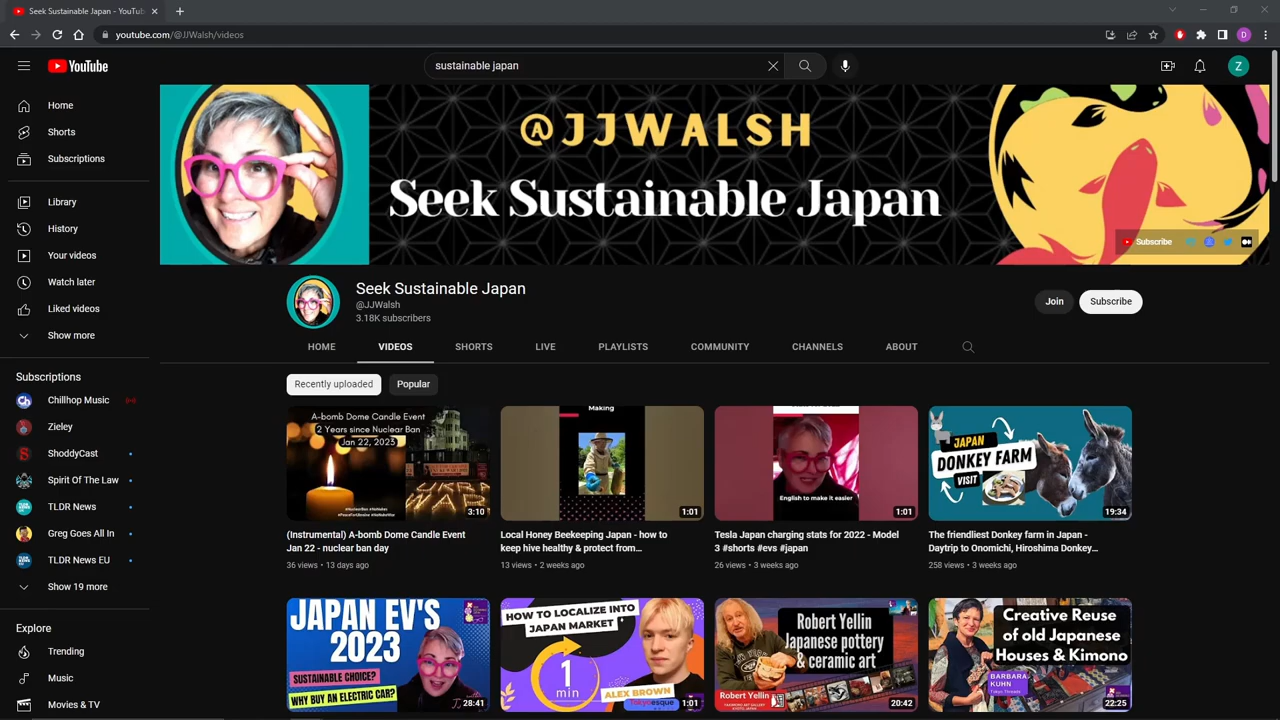 Seek Sustainable Japan - YouTub
youtube.com/@JJWalsh/videos
D
YouTube
sustainable japan
Z
Home
Shorts
Subscriptions
Library
History
Your videos
Watch later
Liked videos
Show more
Subscriptions
Chillhop Music
Zieley
ShoddyCast
Spirit Of The Law
TLDR News
Greg Goes All In
TLDR News EU
Show 19 more
Explore
Trending
Music
Movies & TV
@JJWALSH
Seek Sustainable Japan
Subscribe
Seek Sustainable Japan
@JJWalsh
3.18K subscribers
Join
Subscribe
HOME
VIDEOS
SHORTS
LIVE
PLAYLISTS
COMMUNITY
CHANNELS
ABOUT
Recently uploaded
Popular
A-bomb Dome Candle Event
2 Years since Nuclear Ban
Jan 22, 2023
3:10
(Instrumental) A-bomb Dome Candle Event
Jan 22 - nuclear ban day
36 views • 13 days ago
Making
1:01
Local Honey Beekeeping Japan - how to
keep hive healthy & protect from...
13 views • 2 weeks ago
English to make it easier
1:01
Tesla Japan charging stats for 2022 - Model
3 #shorts #evs #japan
26 views • 3 weeks ago
JAPAN
DONKEY FARM
VISIT
19:34
The friendliest Donkey farm in Japan -
Daytrip to Onomichi, Hiroshima Donkey...
258 views • 3 weeks ago
JAPAN EV'S
2023
SUSTAINABLE CHOICE?
WHY BUY AN ELECTRIC CAR?
28:41
HOW TO LOCALIZE INTO
JAPAN MARKET
1
min
ALEX BROWN
Tokyoesque
1:01
Robert Yellin
Japanese pottery
& ceramic art
Robert Yellin
20:42
Creative Reuse
of old Japanese
Houses & Kimono
BARBARA
KUHN
Tokyo Threads
22:25